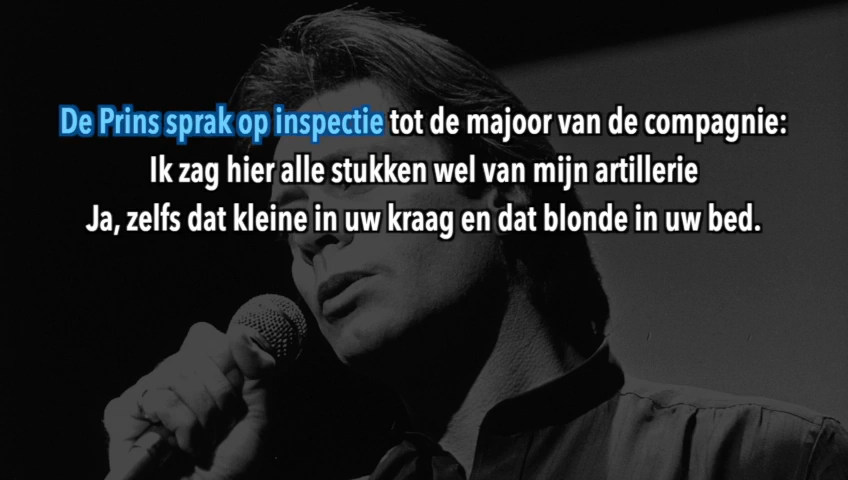 De Prins sprak op inspectie tot de majoor van de compagnie:
Ik zag hier alle stukken wel van mijn artillerie
Ja, zelfs dat kleine in uw kraag en dat blonde in uw bed.